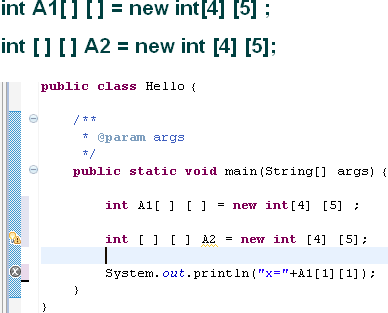 int A1[ ] [ ] = new int[4] [5] ;
int [ ] [ ] A2 = new int [4] [5];
public class Hello {
/**
* @param args
*/
public static void main(String[] args) {
int A1[ ] [ ] = new int[4] [5] ;
int [ ] [ ] A2 = new int [4] [5];
System.out.println("x="+A1[1][1]);
}
}